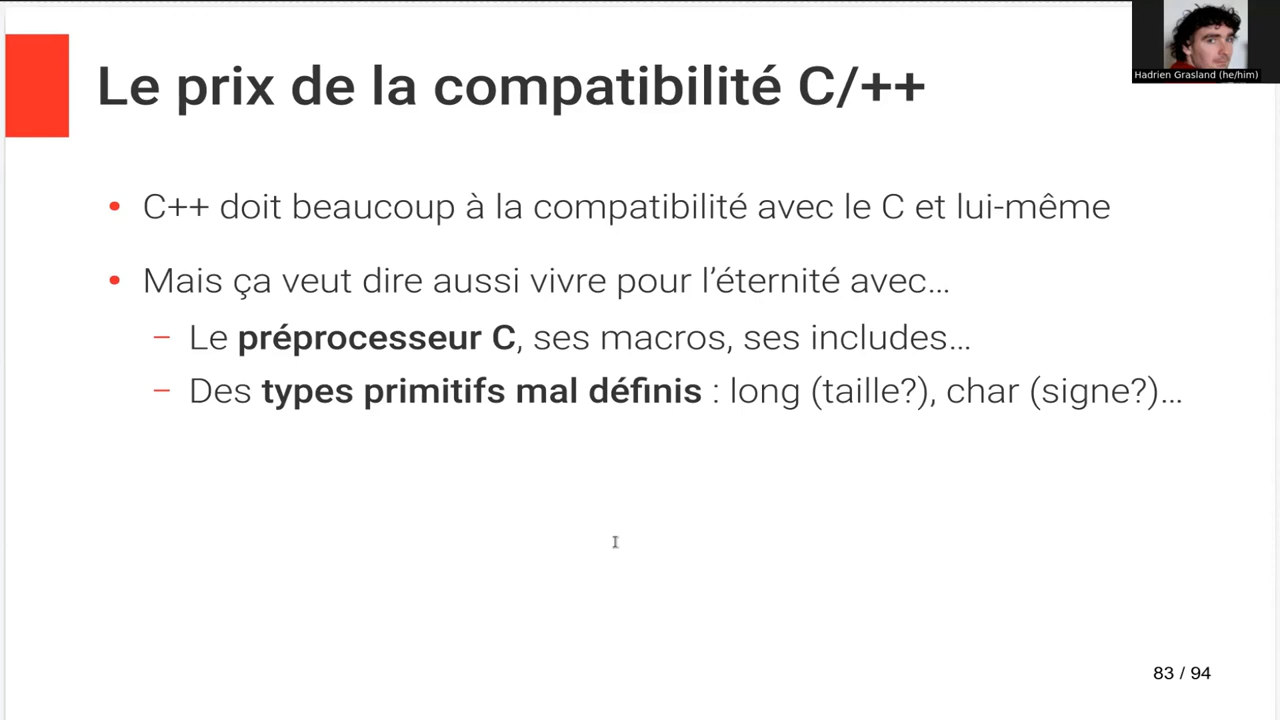 Hadrien Grasland (he/him)
Le prix de la compatibilité C/++
• C++ doit beaucoup à la compatibilité avec le C et lui-même
• Mais ça veut dire aussi vivre pour l’éternité avec…
– Le préprocesseur C, ses macros, ses includes…
– Des types primitifs mal définis : long (taille?), char (signe?)…
83 / 94